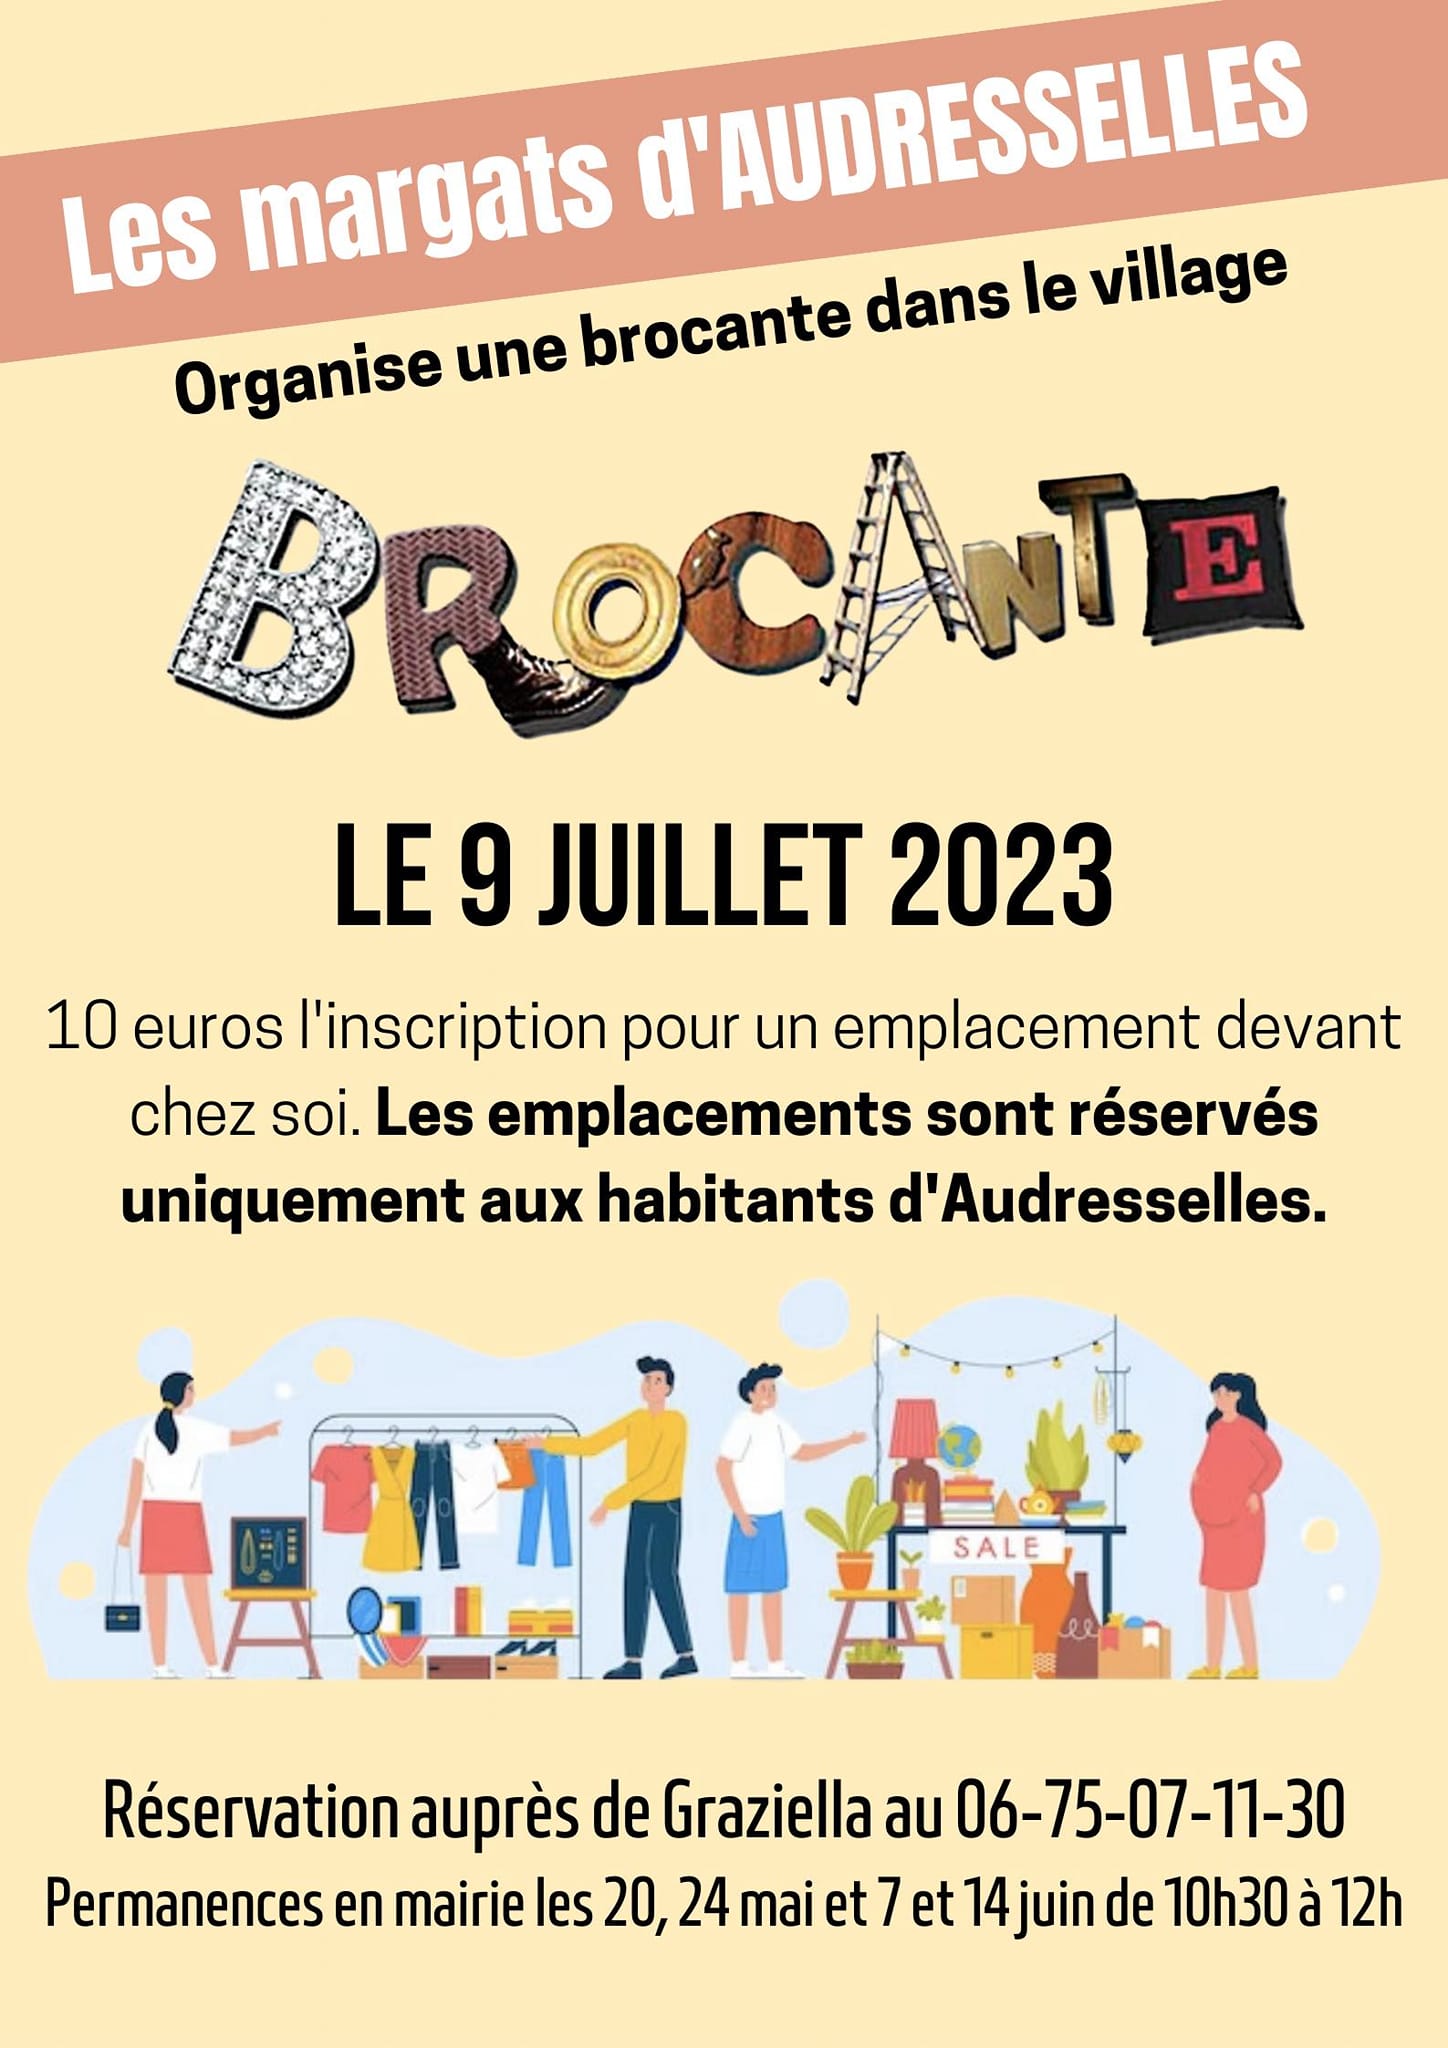 Les margats d'AUDRESSELLES
Organise une brocante dans le village
BROCANTE
LE 9 JUILLET 2023
10 euros l'inscription pour un emplacement devant
chez soi. Les emplacements sont réservés
uniquement aux habitants d'Audresselles.
SALE
Réservation auprès de Graziella au 06-75-07-11-30
Permanences en mairie les 20, 24 mai et 7 et 14 juin de 10h30 à 12h